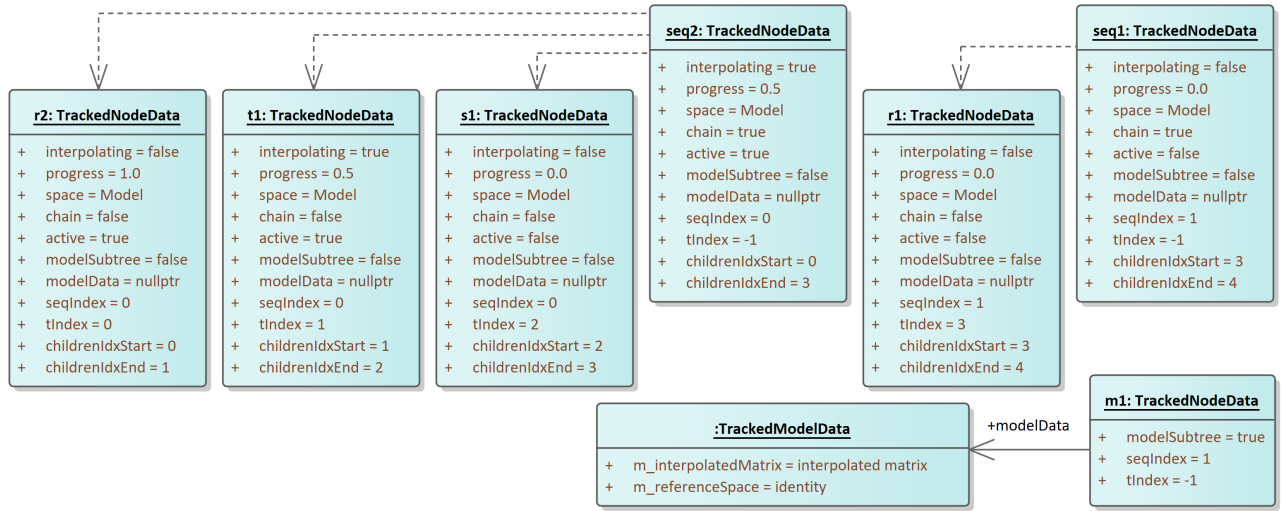 seq2: TrackedNodeData
+ interpolating = true
+ progress = 0.5
+ space = Model
+ chain = true
+ active = true
+ modelSubtree = false
+ modelData = nullptr
+ seqIndex = 0
+ tIndex = -1
+ childrenIdxStart = 0
+ childrenIdxEnd = 3
seq1: TrackedNodeData
+ interpolating = false
+ progress = 0.0
+ space = Model
+ chain = true
+ active = false
+ modelSubtree = false
+ modelData = nullptr
+ seqIndex = 1
+ tIndex = -1
+ childrenIdxStart = 3
+ childrenIdxEnd = 4
r2: TrackedNodeData
+ interpolating = false
+ progress = 1.0
+ space = Model
+ chain = false
+ active = true
+ modelSubtree = false
+ modelData = nullptr
+ seqIndex = 0
+ tIndex = 0
+ childrenIdxStart = 0
+ childrenIdxEnd = 1
t1: TrackedNodeData
+ interpolating = true
+ progress = 0.5
+ space = Model
+ chain = false
+ active = true
+ modelSubtree = false
+ modelData = nullptr
+ seqIndex = 0
+ tIndex = 1
+ childrenIdxStart = 1
+ childrenIdxEnd = 2
s1: TrackedNodeData
+ interpolating = false
+ progress = 0.0
+ space = Model
+ chain = false
+ active = false
+ modelSubtree = false
+ modelData = nullptr
+ seqIndex = 0
+ tIndex = 2
+ childrenIdxStart = 2
+ childrenIdxEnd = 3
r1: TrackedNodeData
+ interpolating = false
+ progress = 0.0
+ space = Model
+ chain = false
+ active = false
+ modelSubtree = false
+ modelData = nullptr
+ seqIndex = 1
+ tIndex = 3
+ childrenIdxStart = 3
+ childrenIdxEnd = 4
:TrackedModelData
+ m_interpolatedMatrix = interpolated matrix
+ m_referenceSpace = identity
+modelData
m1: TrackedNodeData
+ modelSubtree = true
+ seqIndex = 1
+ tIndex = -1